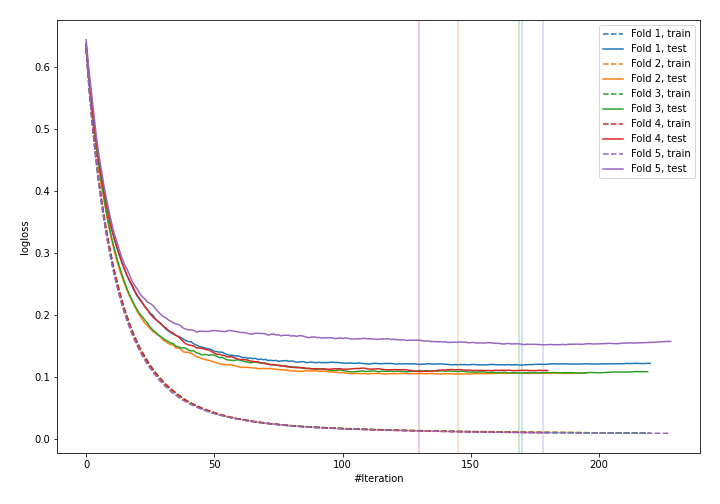 0.6
0.5
0.4
0.3
0.2
0.1
0.0
logloss
0
50
100
150
200
#Iteration
Fold 1, train
Fold 1, test
Fold 2, train
Fold 2, test
Fold 3, train
Fold 3, test
Fold 4, train
Fold 4, test
Fold 5, train
Fold 5, test